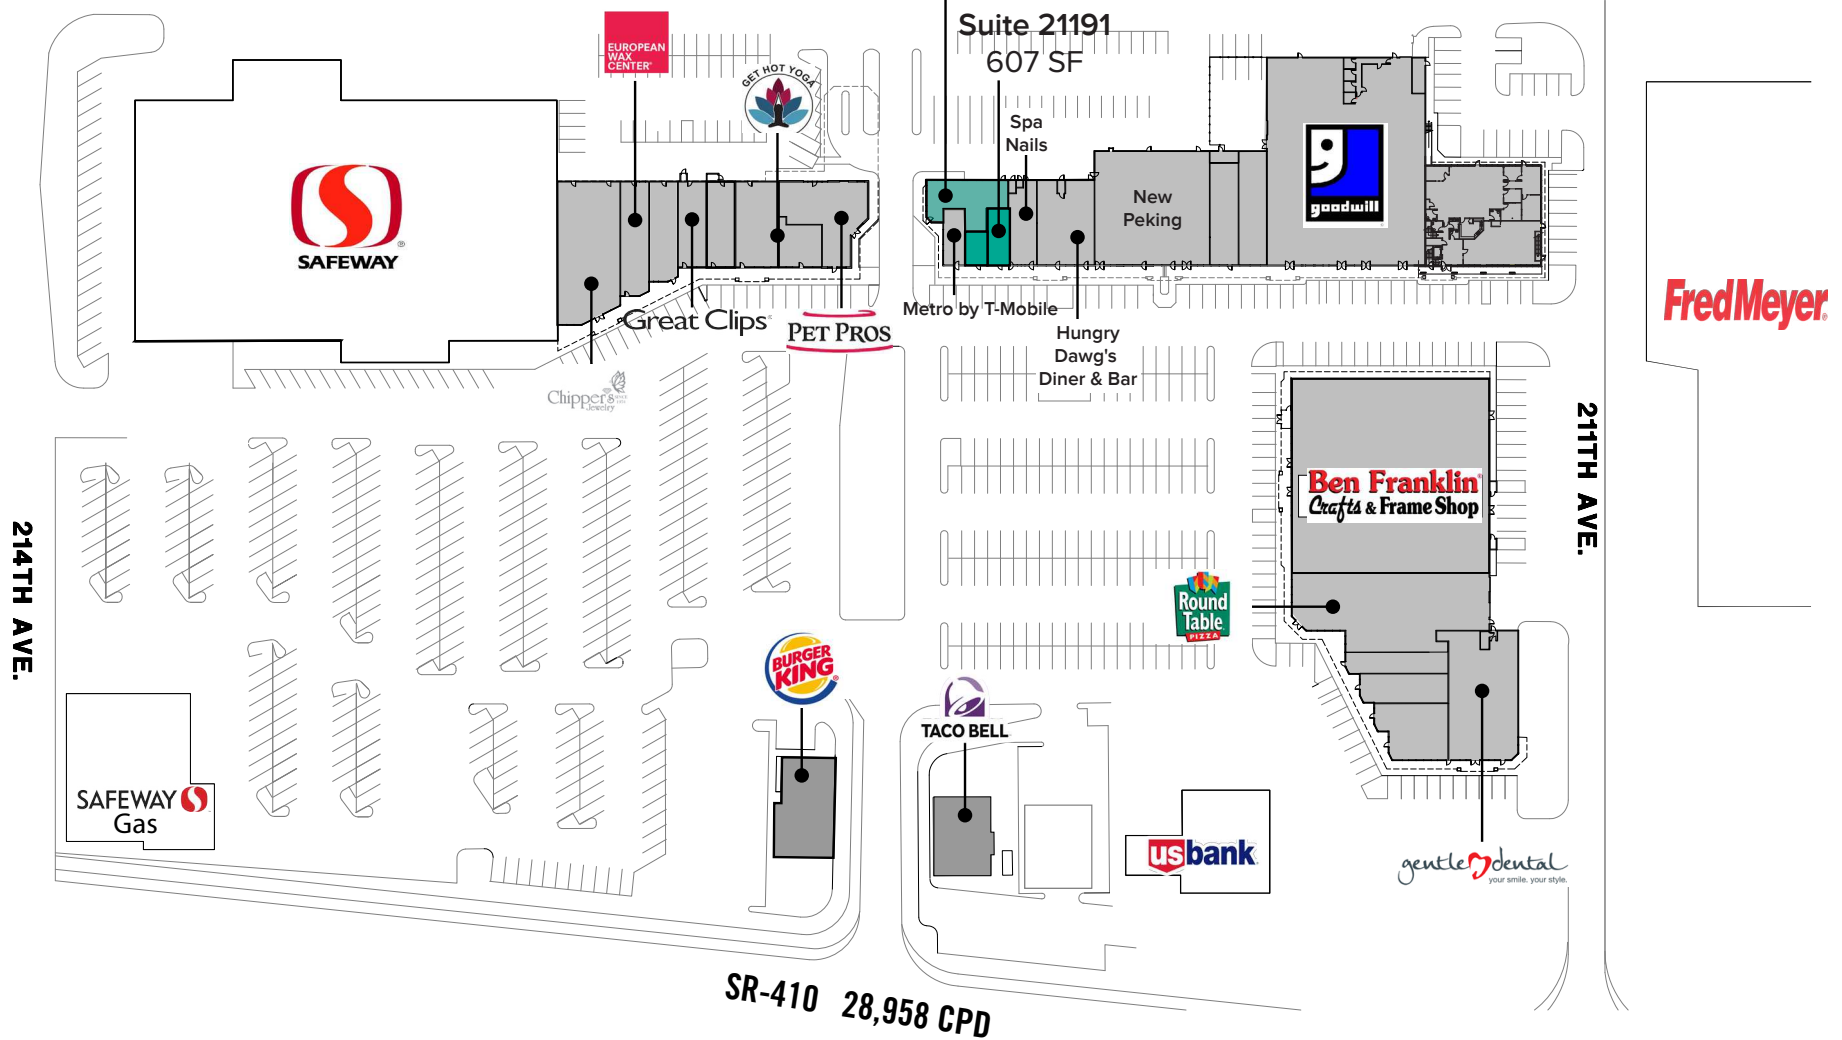 Suite 21191
607 SF
EUROPEAN
WAX
CENTER
GET HOT YOGA
Spa
Nails
New
Peking
goodwill
SAFEWAY
Great Clips
PET PROS
Metro by T-Mobile
Hungry
Dawg's
Diner & Bar
FredMeyer
Chipper's
Jewelry
211TH AVE.
214TH AVE.
Ben Franklin
Crafts & Frame Shop
Round
Table
PIZZA
BURGER
KING
TACO BELL
SAFEWAY
Gas
usbank
gentle dental
your smile. your style.
SR-410 28,958 CPD